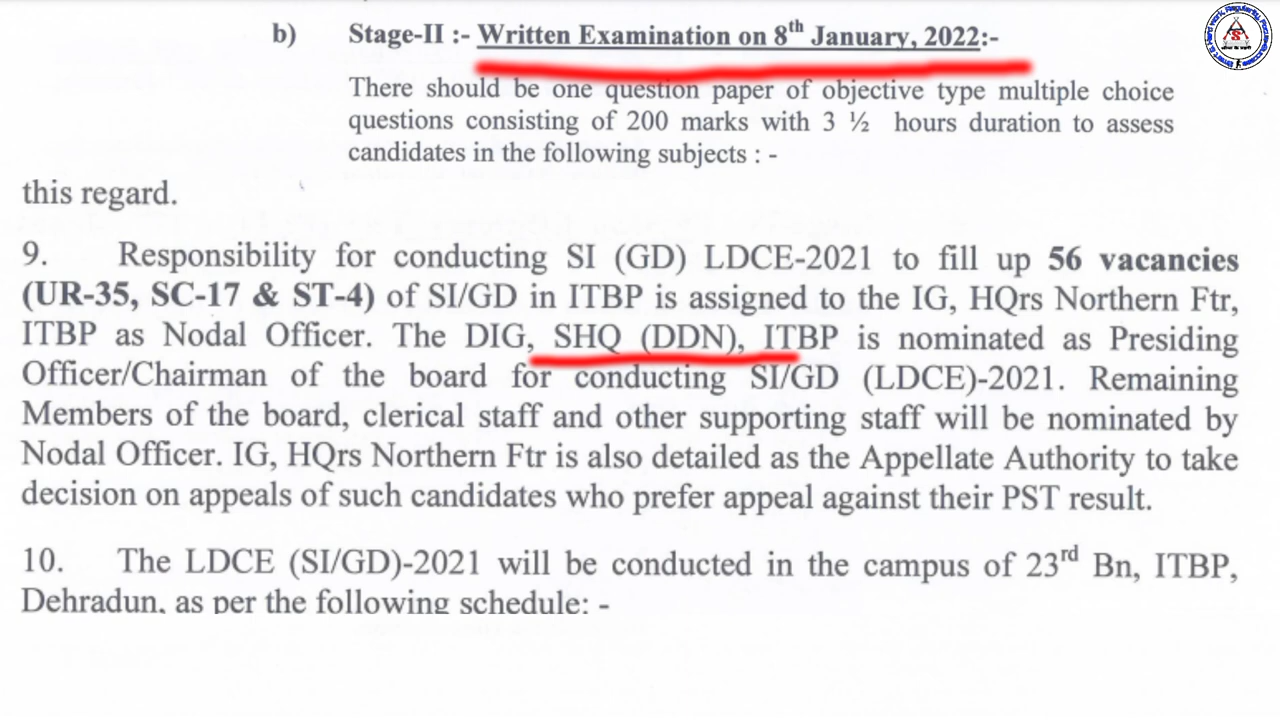 b) Stage-II :- Written Examination on 8th January, 2022:-
There should be one question paper of objective type multiple choice
questions consisting of 200 marks with 3 ½ hours duration to assess
candidates in the following subjects : -
this regard.
9. Responsibility for conducting SI (GD) LDCE-2021 to fill up 56 vacancies
(UR-35, SC-17 & ST-4) of SI/GD in ITBP is assigned to the IG, HQrs Northern Ftr,
ITBP as Nodal Officer. The DIG, SHQ (DDN), ITBP is nominated as Presiding
Officer/Chairman of the board for conducting SI/GD (LDCE)-2021. Remaining
Members of the board, clerical staff and other supporting staff will be nominated by
Nodal Officer. IG, HQrs Northern Ftr is also detailed as the Appellate Authority to take
decision on appeals of such candidates who prefer appeal against their PST result.
10. The LDCE (SI/GD)-2021 will be conducted in the campus of 23rd Bn, ITBP,
Dehradun, as per the following schedule: -